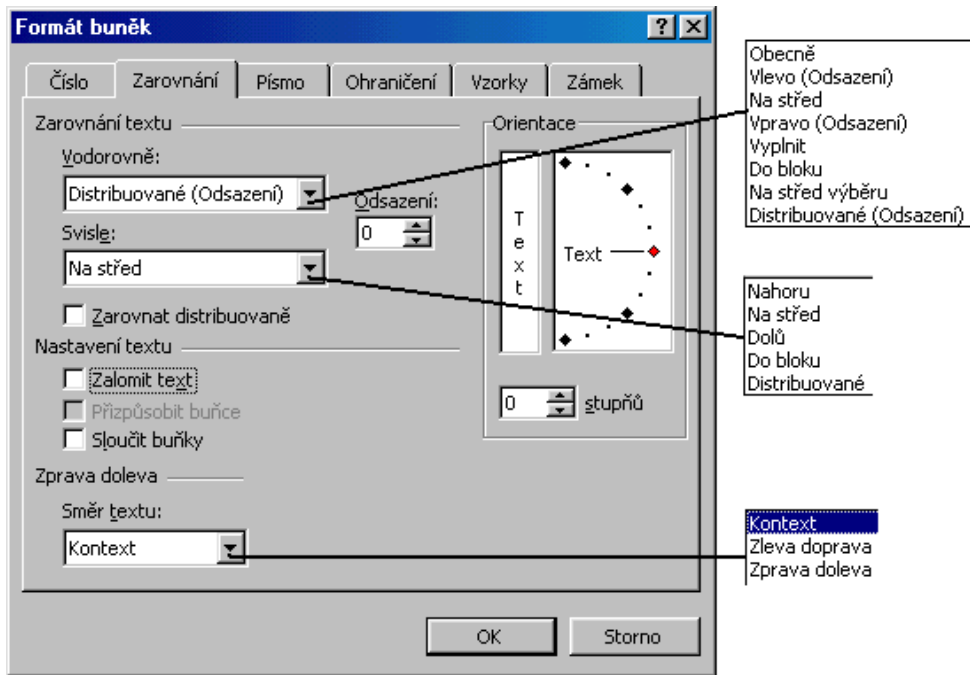 Formát buněk
Číslo
Zarovnání
Písmo
Ohraničení
Vzorky
Zámek
Zarovnání textu
Vodorovně:
Distribuované (Odsazení)
Odsazení:
0
Svisle:
Na střed
Zarovnat distribuovaně
Nastavení textu
Zalomit text
Přizpůsobit buňce
Sloučit buňky
Zprava doleva
Směr textu:
Kontext
Orientace
T
e
x
t
Text
0 stupňů
OK
Storno
Obecně
Vlevo (Odsazení)
Na střed
Vpravo (Odsazení)
Vyplnit
Do bloku
Na střed výběru
Distribuované (Odsazení)
Nahoru
Na střed
Dolů
Do bloku
Distribuované
Kontext
Zleva doprava
Zprava doleva